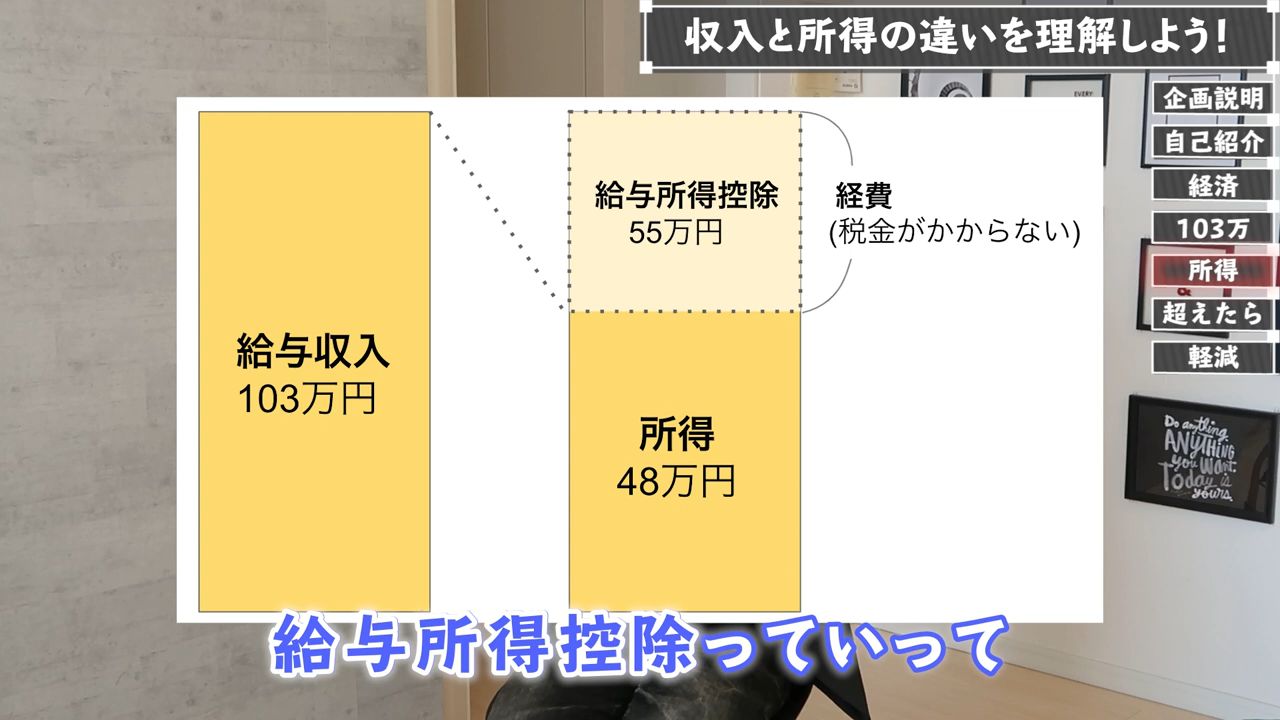 収入と所得の違いを理解しよう!
企画説明
自己紹介
経済
103万
所得
超えたら
軽減
給与収入
103万円
給与所得控除
55万円
経費
(税金がかからない)
所得
48万円
EVERY
Do anything
ANYTHING
you want.
Today is
yours.
給与所得控除っていって